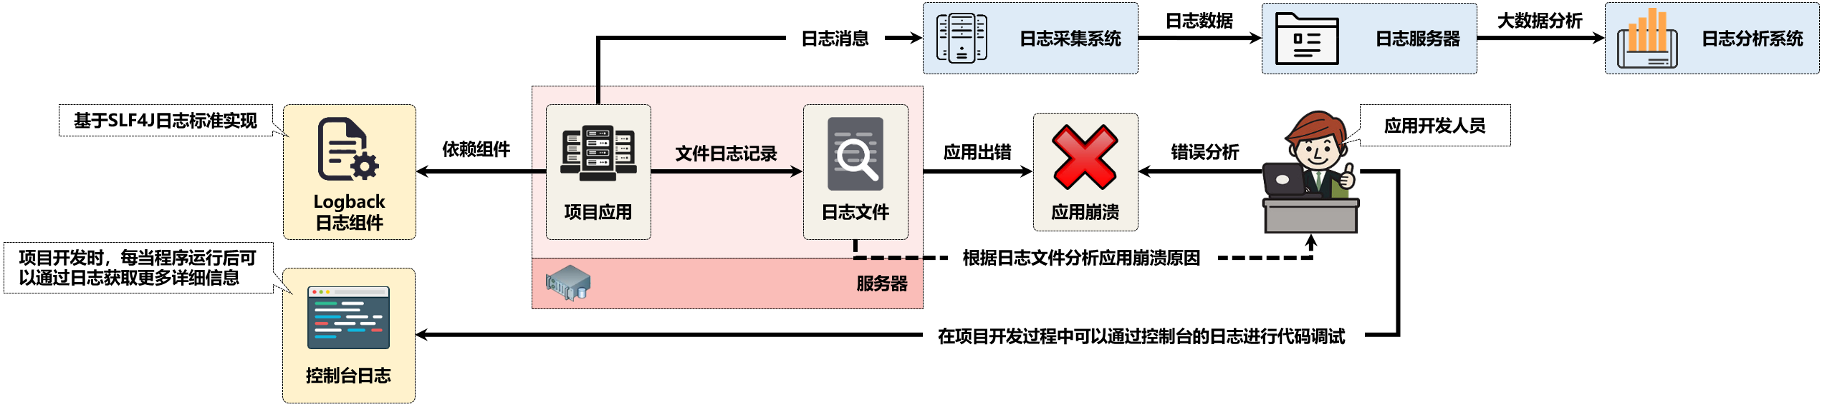 日志消息
日志采集系统
日志数据
日志服务器
大数据分析
日志分析系统
基于SLF4J日志标准实现
Logback
日志组件
依赖组件
项目应用
文件日志记录
日志文件
应用出错
应用崩溃
错误分析
应用开发人员
根据日志文件分析应用崩溃原因
服务器
项目开发时，每当程序运行后可
以通过日志获取更多详细信息
控制台日志
在项目开发过程中可以通过控制台的日志进行代码调试